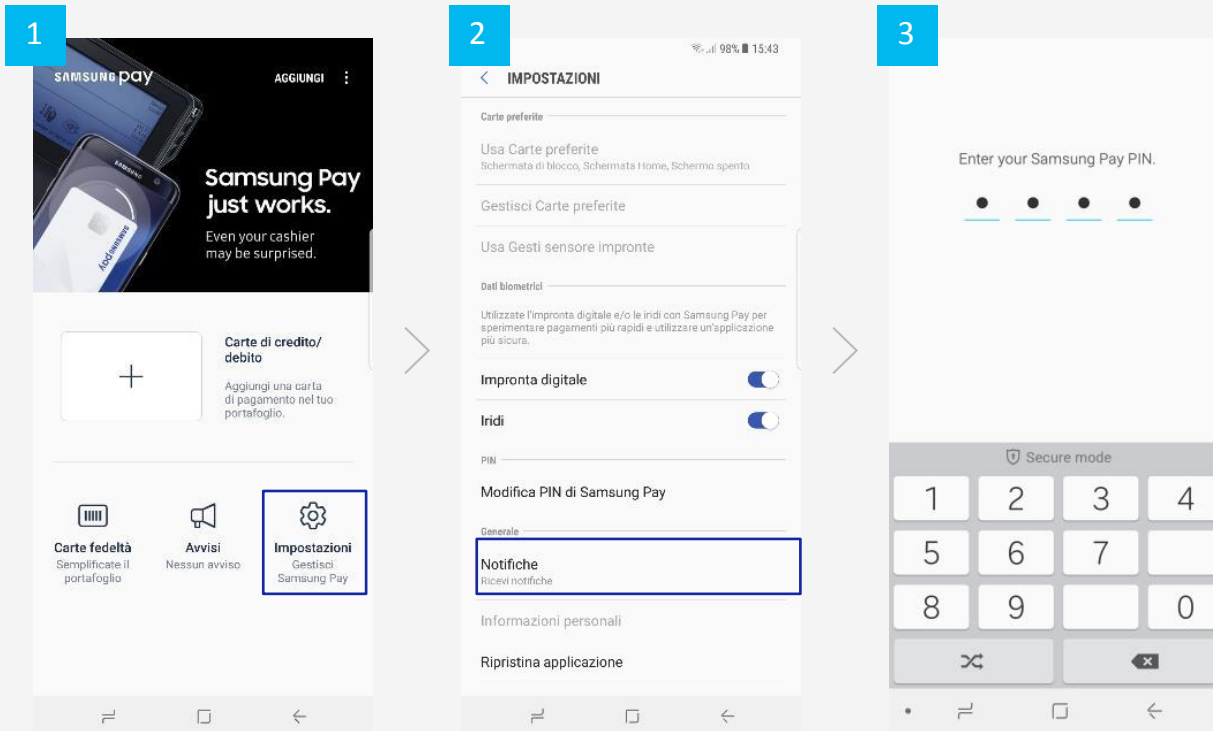 1
SAMSUNG pay
AGGIUNGI
SAMSUNG
SAMSUNG pay
Samsung Pay
just works.
Even your cashier
may be surprised.
Carte di credito/
debito
Aggiungi una carta
di pagamento nel tuo
portafoglio.
Carte fedeltà
Semplificate il
portafoglio
Avvisi
Nessun avviso
Impostazioni
Gestisci
Samsung Pay
2
98% 15:43
IMPOSTAZIONI
Carte preferite
Usa Carte preferite
Schermata di blocco, Schermata Home, Schermo spento
Gestisci Carte preferite
Usa Gesti sensore impronte
Dati biometrici
Utilizzate l'impronta digitale e/o le iridi con Samsung Pay per
sperimentare pagamenti più rapidi e utilizzare un'applicazione
più sicura.
Impronta digitale
Iridi
PIN
Modifica PIN di Samsung Pay
Generale
Notifiche
Ricevi notifiche
Informazioni personali
Ripristina applicazione
3
Enter your Samsung Pay PIN.
Secure mode
1 2 3 4
5 6 7
8 9 0